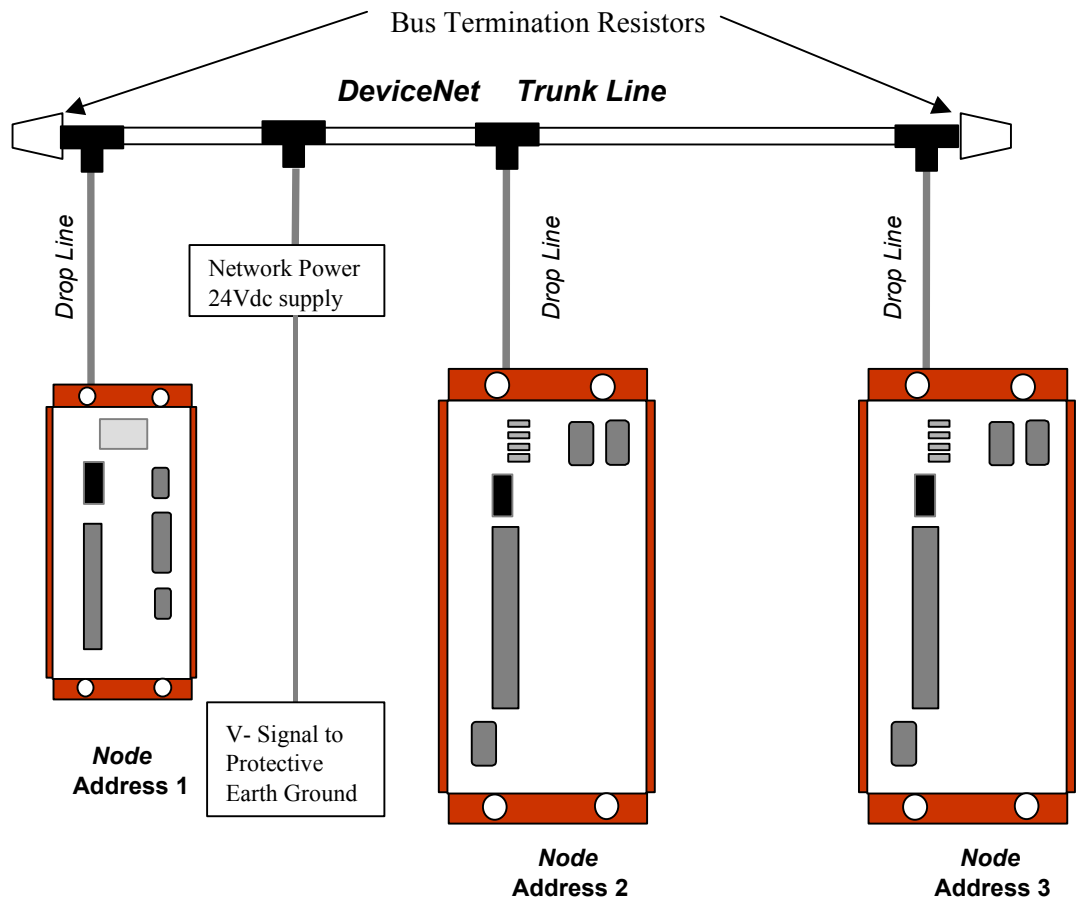 Bus Termination Resistors
DeviceNet Trunk Line
Drop Line
Network Power
24Vdc supply
Drop Line
Drop Line
V- Signal to
Protective
Earth Ground
Node
Address 1
Node
Address 2
Node
Address 3